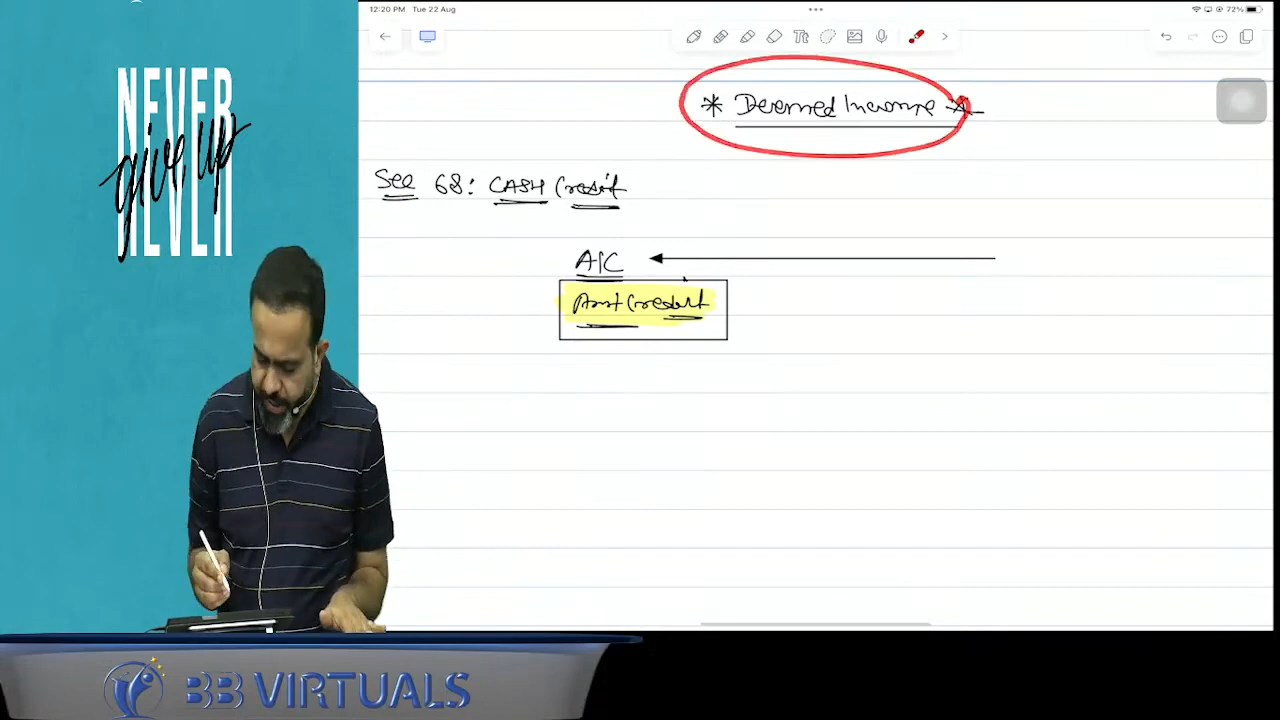 12:20 PM Tue 22 Aug
72%
NEVER
give up
NEVER
* Deemed Income *
Sec 68: CASH Credit
A/C
Amt Credit
BB VIRTUALS